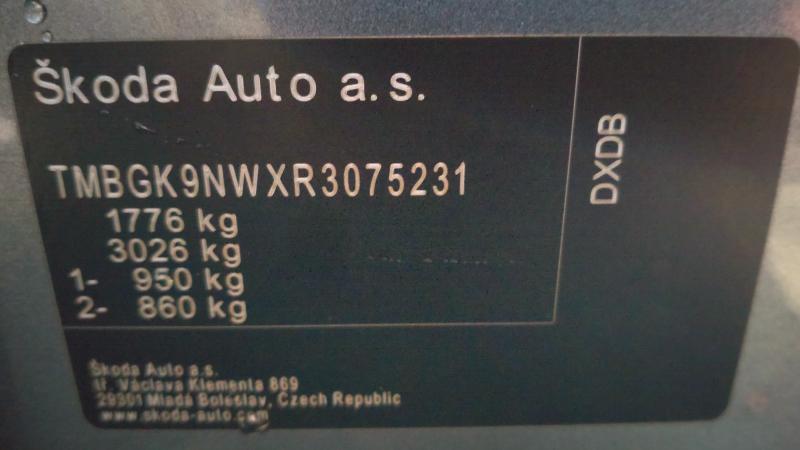 Škoda Auto a.s.
TMBGK9NWXR3075231
1776 kg
3026 kg
1- 950 kg
2- 860 kg
DXDB
Škoda Auto a.s.
tř. Václava Klementa 869
29301 Mladá Boleslav, Czech Republic
www.skoda-auto.com